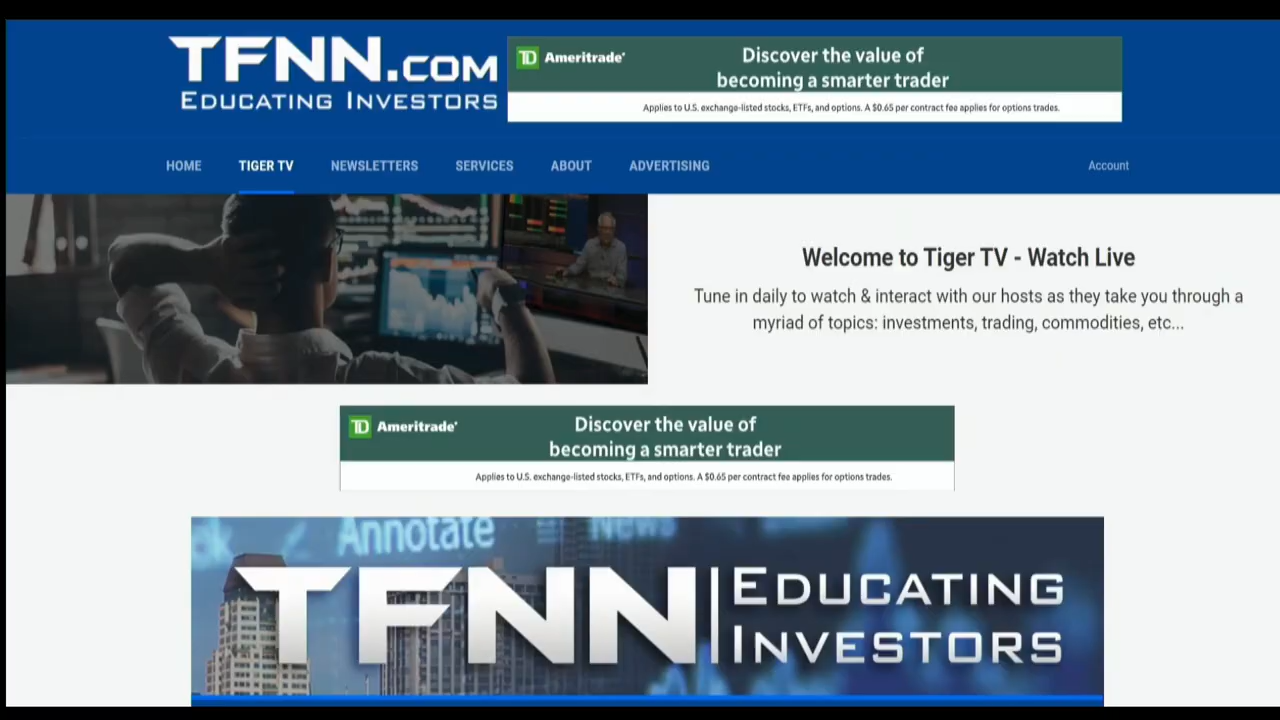 TFNN.COM
EDUCATING INVESTORS
TD Ameritrade
Discover the value of
becoming a smarter trader
Applies to U.S. exchange-listed stocks, ETFs, and options. A $0.65 per contract fee applies for options trades.
HOME TIGER TV NEWSLETTERS SERVICES ABOUT ADVERTISING Account
Welcome to Tiger TV - Watch Live
Tune in daily to watch & interact with our hosts as they take you through a
myriad of topics: investments, trading, commodities, etc...
TD Ameritrade
Discover the value of
becoming a smarter trader
Applies to U.S. exchange-listed stocks, ETFs, and options. A $0.65 per contract fee applies for options trades.
Annotate News
TFNN
EDUCATING
INVESTORS